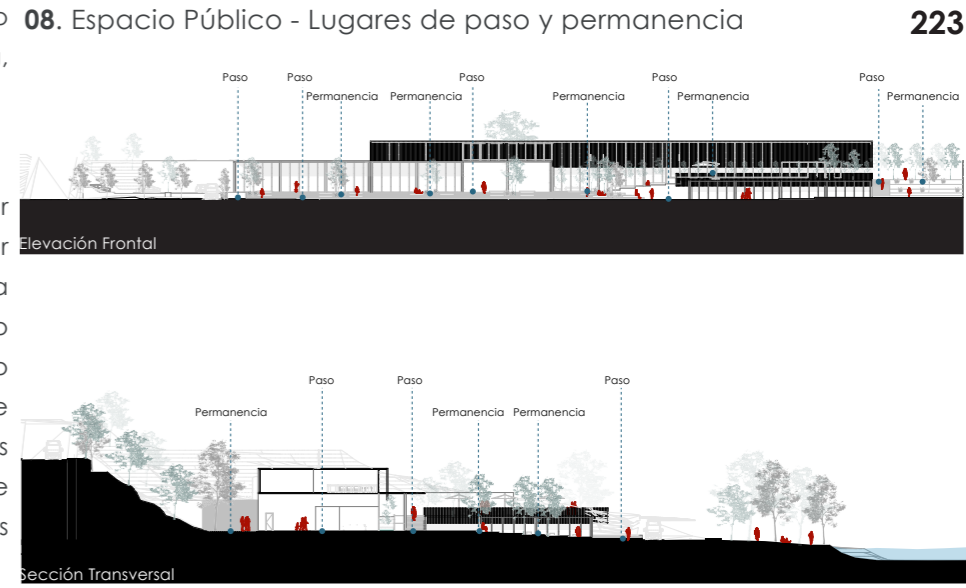 08. Espacio Público - Lugares de paso y permanencia 223
Paso Paso Paso Paso Paso
Permanencia Permanencia Permanencia Permanencia Permanencia
Elevación Frontal
Paso Paso Paso
Permanencia Permanencia Permanencia
Sección Transversal